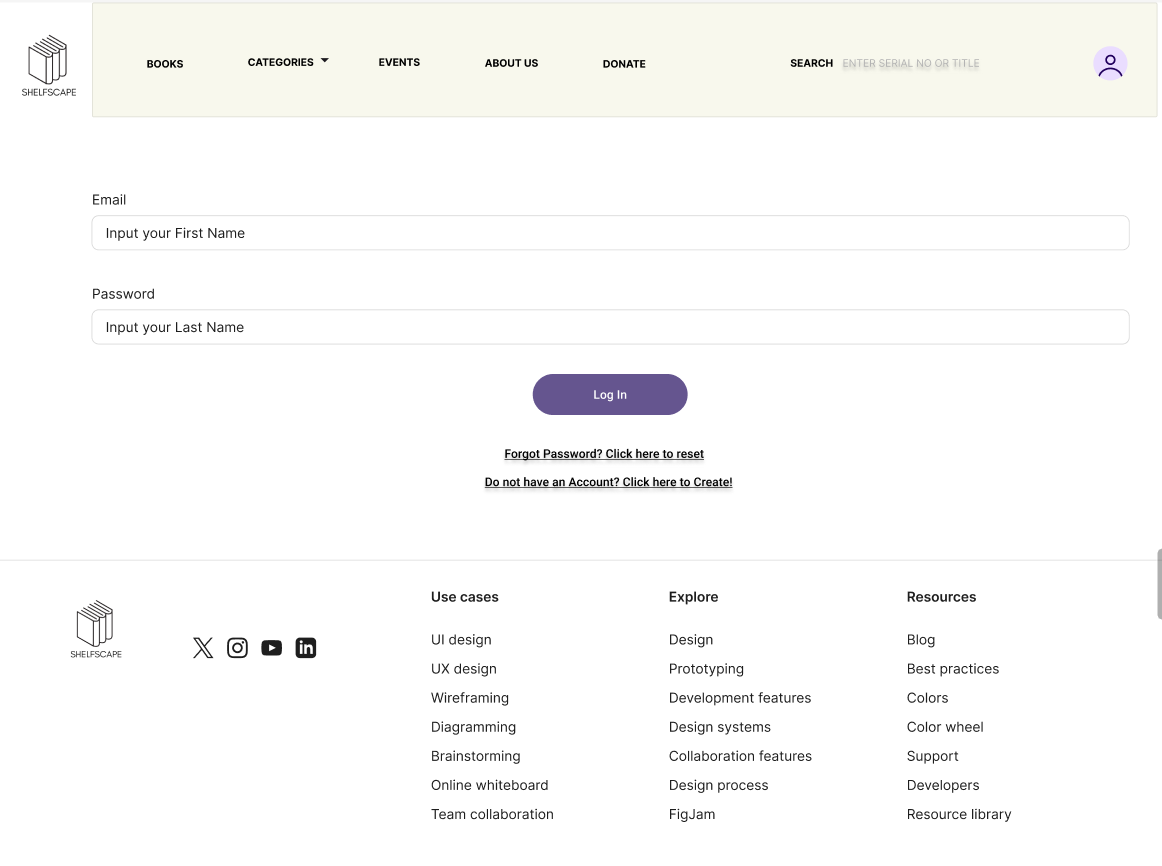 SHELFSCAPE
BOOKS
CATEGORIES
EVENTS
ABOUT US
DONATE
SEARCH
ENTER SERIAL NO OR TITLE
Email
Input your First Name
Password
Input your Last Name
Log In
Forgot Password? Click here to reset
Do not have an Account? Click here to Create!
SHELFSCAPE
Use cases
UI design
UX design
Wireframing
Diagramming
Brainstorming
Online whiteboard
Team collaboration
Explore
Design
Prototyping
Development features
Design systems
Collaboration features
Design process
FigJam
Resources
Blog
Best practices
Colors
Color wheel
Support
Developers
Resource library